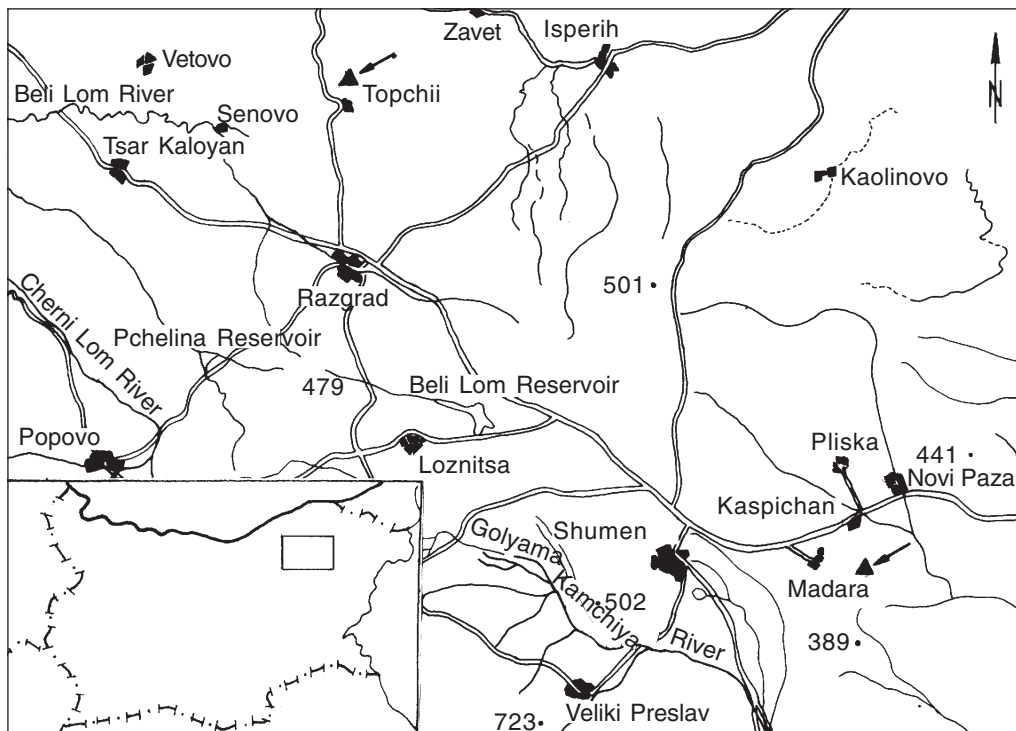 Zavet
Isperih
Vetovo
Topchii
N
Beli Lom River
Senovo
Tsar Kaloyan
Kaolinovo
501
Razgrad
Cherni Lom River
Pchelina Reservoir
479
Beli Lom Reservoir
Popovo
Loznitsa
Pliska
441
Novi Paza
Kaspichan
Shumen
Golyama Kamchiya River
502
Madara
389
Veliki Preslav
723